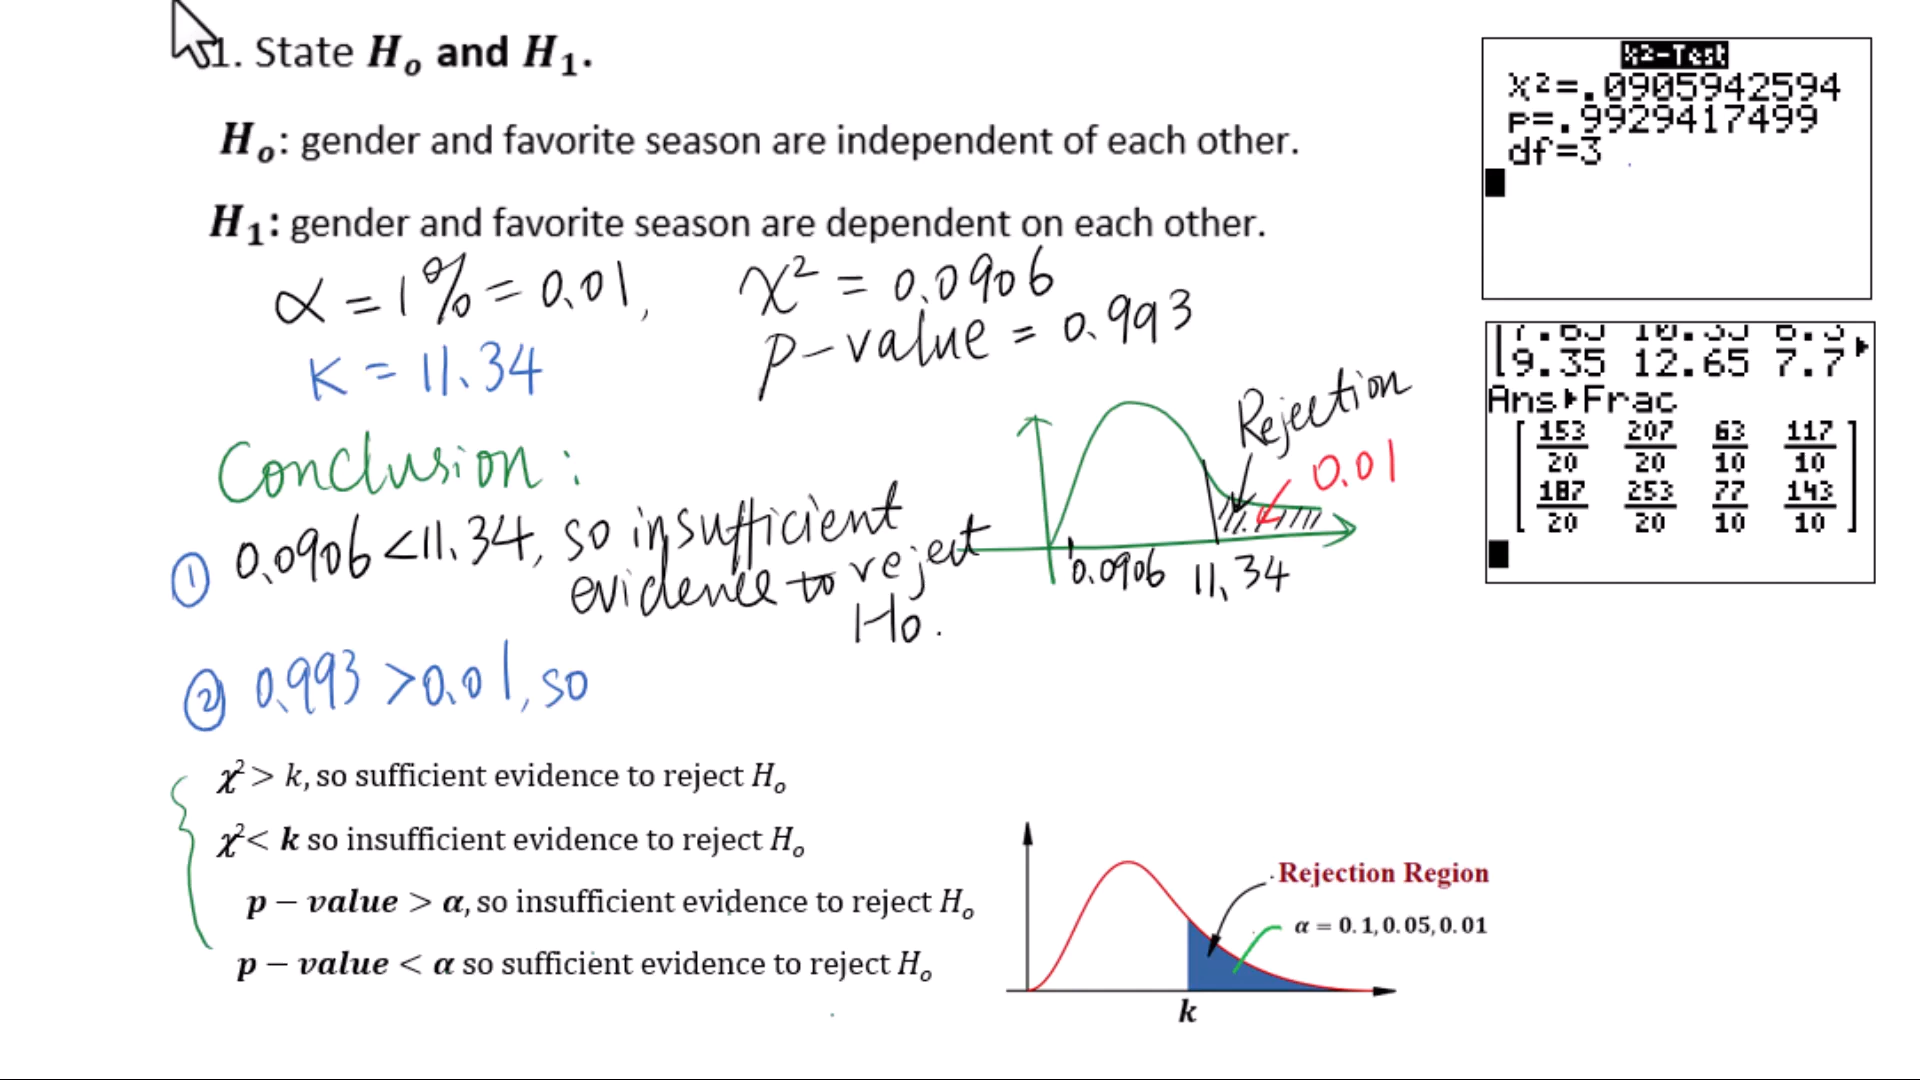 1. State H₀ and H₁.
H₀: gender and favorite season are independent of each other.
H₁: gender and favorite season are dependent on each other.
α = 1% = 0.01,
χ² = 0.0906
p-value = 0.993
K = 11.34
Conclusion:
① 0.0906 < 11.34, so insufficient
evidence to reject
Ho.
② 0.993 > 0.01, so
Rejection
0.01
0.0906 11.34
χ² > k, so sufficient evidence to reject H₀
χ² < k so insufficient evidence to reject H₀
p − value > α, so insufficient evidence to reject H₀
p − value < α so sufficient evidence to reject H₀
Rejection Region
α = 0.1, 0.05, 0.01
k
χ2-Test
χ2=.0905942594
P=.9929417499
df=3
9.35 12.65 7.7
Ans▸Frac
153/20 207/20 63/10 117/10
187/20 253/20 77/10 143/10